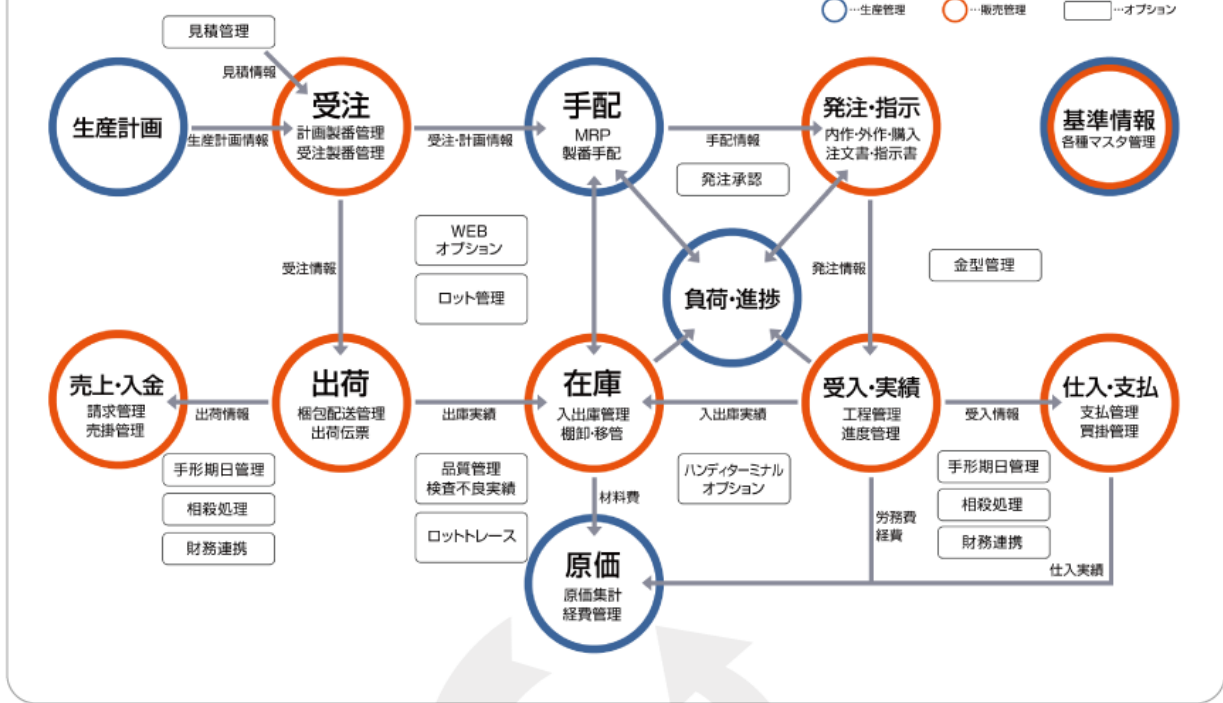 …生産管理
…販売管理
…オプション
見積管理
見積情報
生産計画
生産計画情報
受注
計画製番管理
受注製番管理
受注・計画情報
手配
MRP
製番手配
手配情報
発注・指示
内作・外作・購入
注文書・指示書
基準情報
各種マスタ管理
発注承認
WEB
オプション
ロット管理
受注情報
負荷・進捗
発注情報
金型管理
売上・入金
請求管理
売掛管理
出荷情報
出荷
梱包配送管理
出荷伝票
出庫実績
在庫
入出庫管理
棚卸・移管
入出庫実績
受入・実績
工程管理
進度管理
受入情報
仕入・支払
支払管理
買掛管理
手形期日管理
相殺処理
財務連携
品質管理
検査不良実績
ロットトレース
材料費
ハンディターミナル
オプション
労務費
経費
手形期日管理
相殺処理
財務連携
仕入実績
原価
原価集計
経費管理